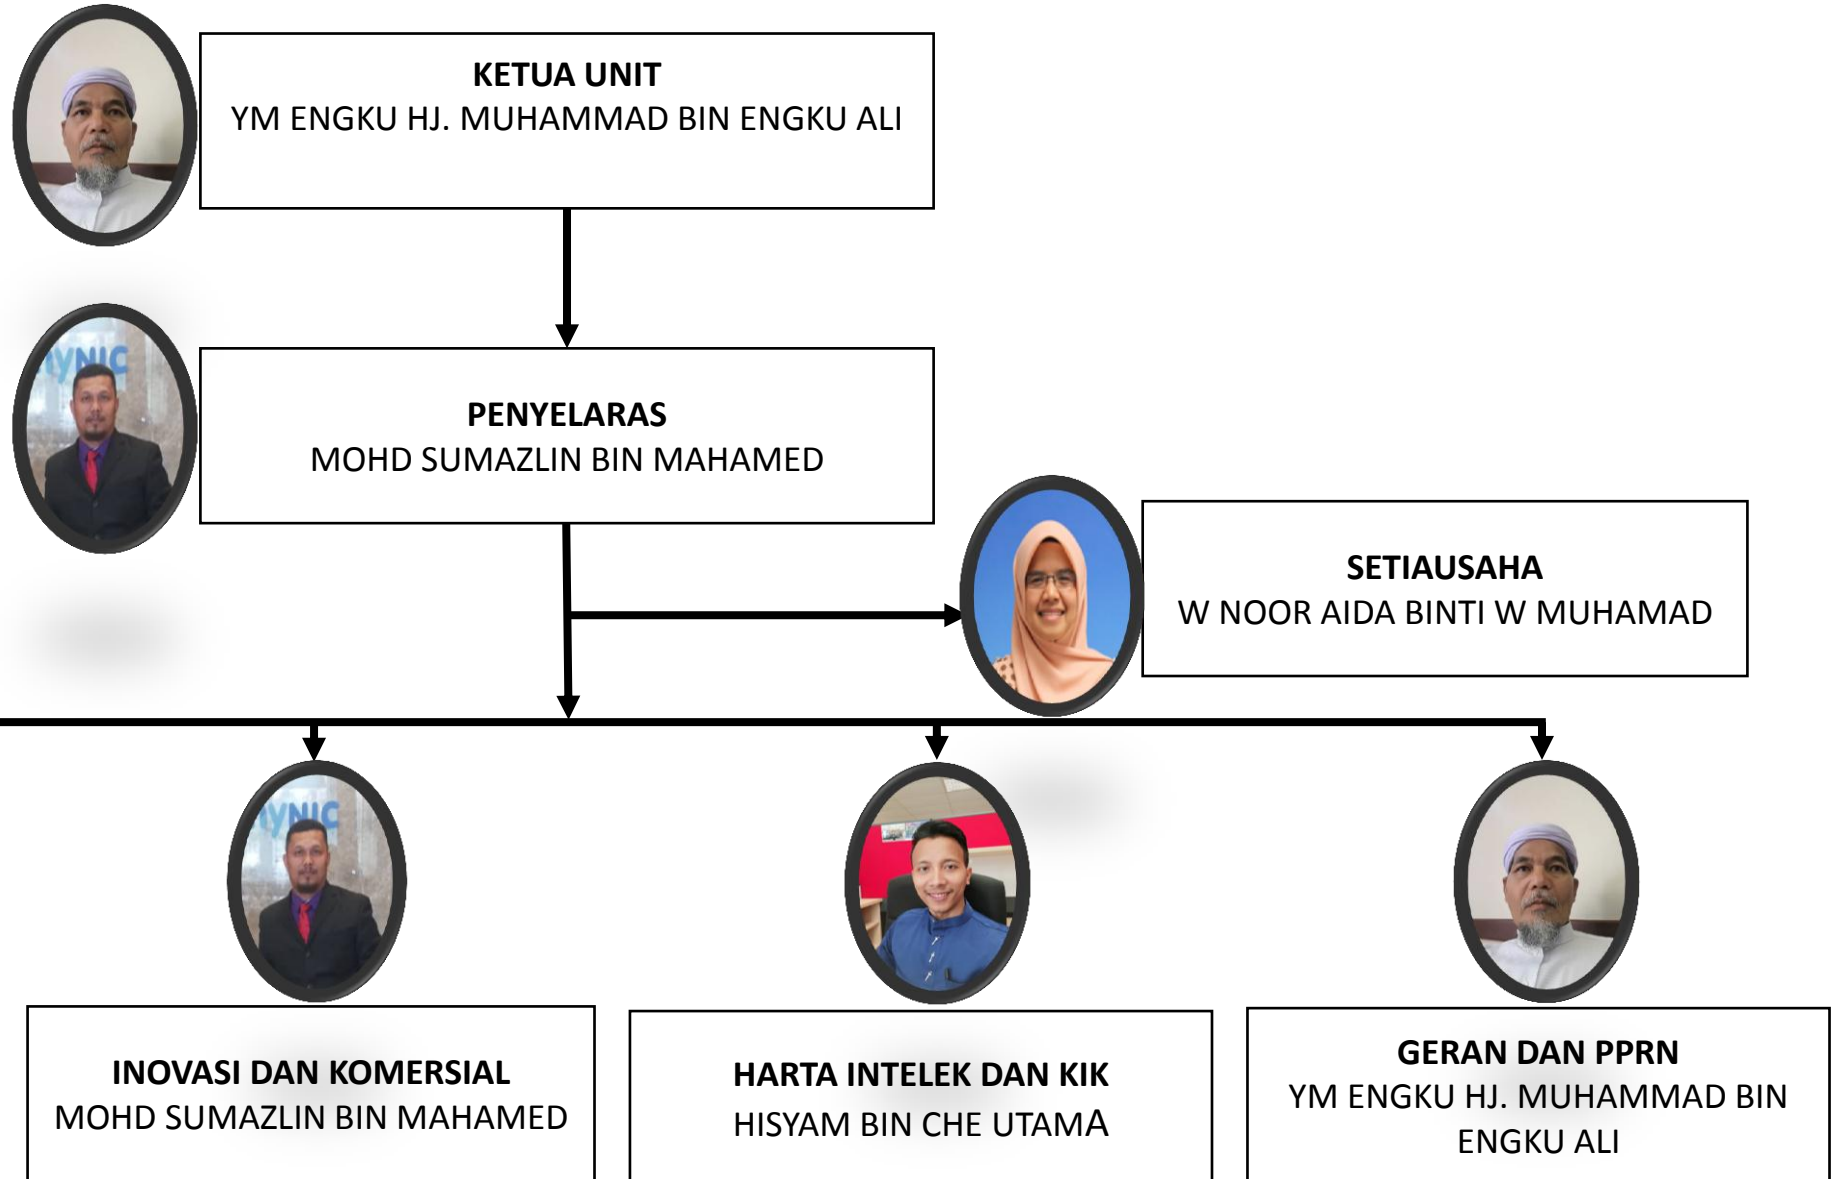 KETUA UNIT
YM ENGKU HJ. MUHAMMAD BIN ENGKU ALI
PENYELARAS
MOHD SUMAZLIN BIN MAHAMED
SETIAUSAHA
W NOOR AIDA BINTI W MUHAMAD
INOVASI DAN KOMERSIAL
MOHD SUMAZLIN BIN MAHAMED
HARTA INTELEK DAN KIK
HISYAM BIN CHE UTAMA
GERAN DAN PPRN
YM ENGKU HJ. MUHAMMAD BIN
ENGKU ALI